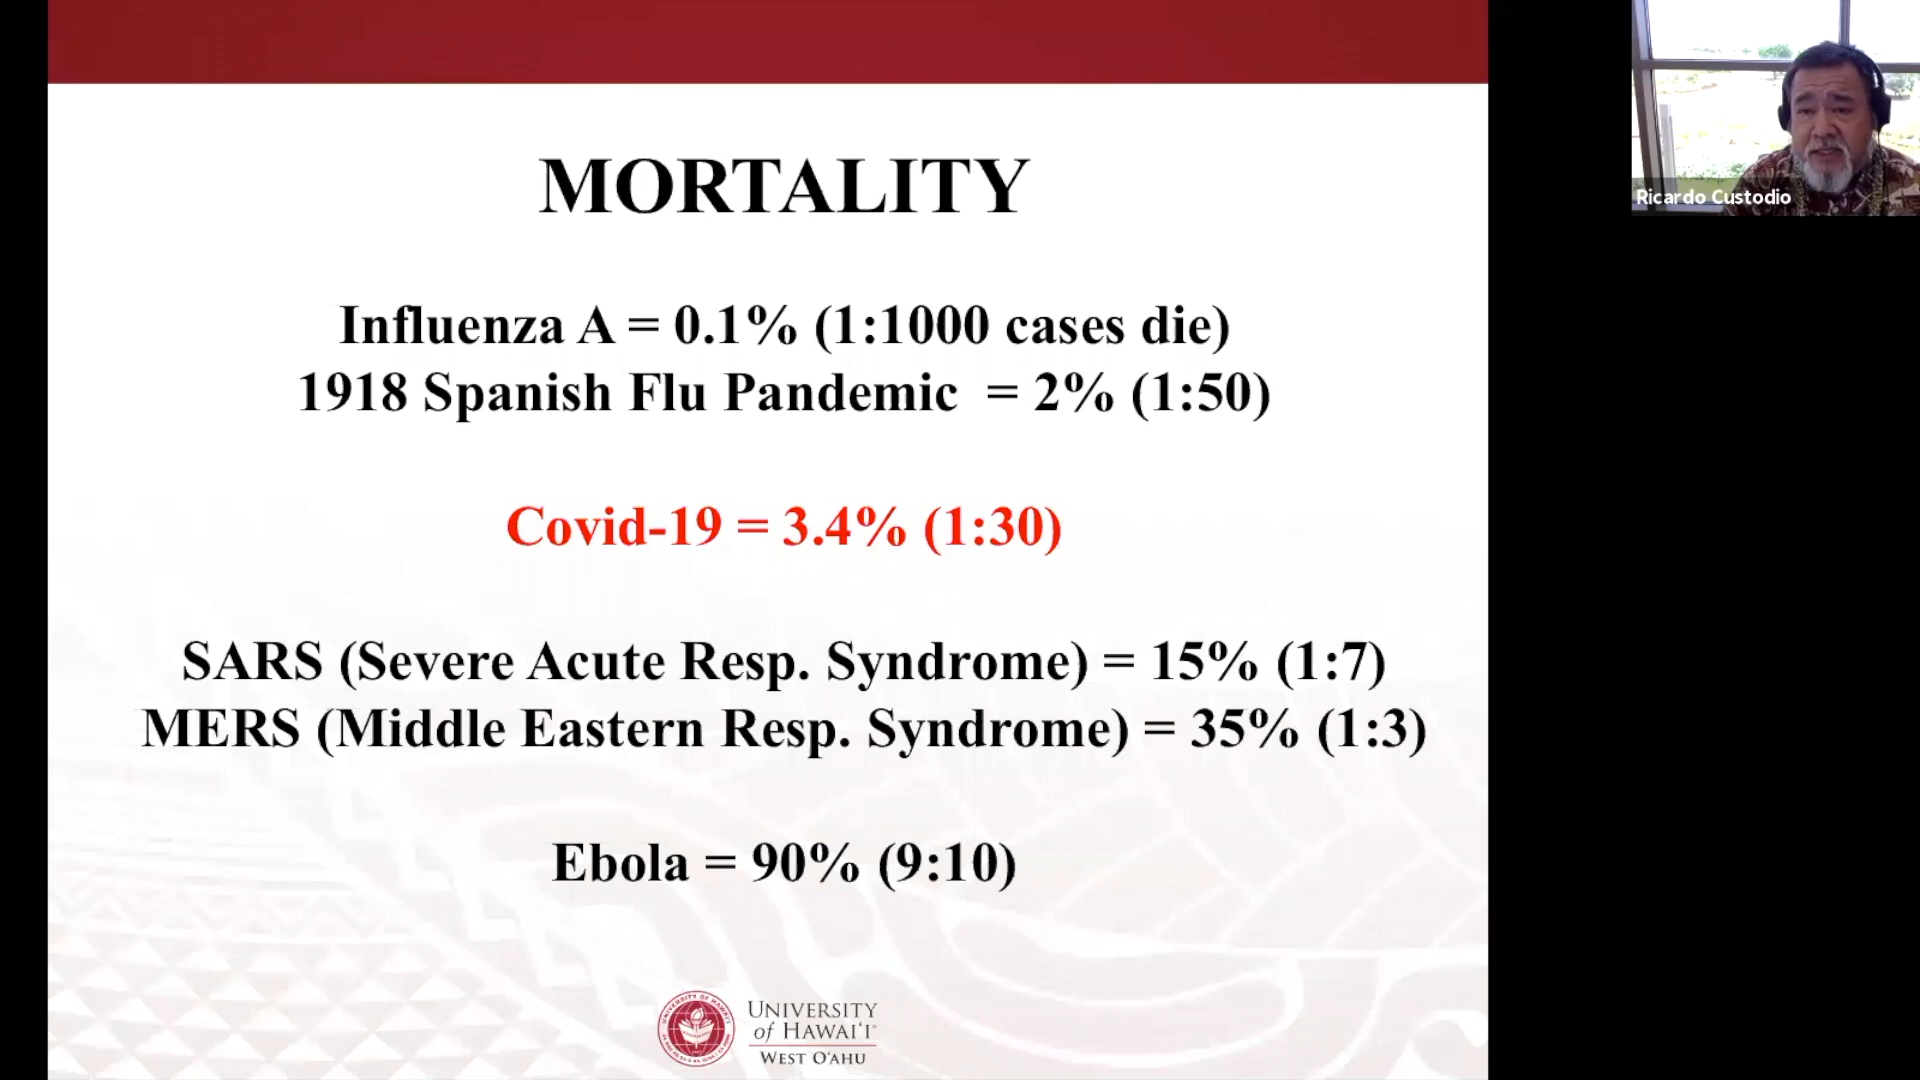 MORTALITY
Influenza A = 0.1% (1:1000 cases die)
1918 Spanish Flu Pandemic = 2% (1:50)
Covid-19 = 3.4% (1:30)
SARS (Severe Acute Resp. Syndrome) = 15% (1:7)
MERS (Middle Eastern Resp. Syndrome) = 35% (1:3)
Ebola = 90% (9:10)
UNIVERSITY
of HAWAIʻI®
WEST OʻAHU
Ricardo Custodio